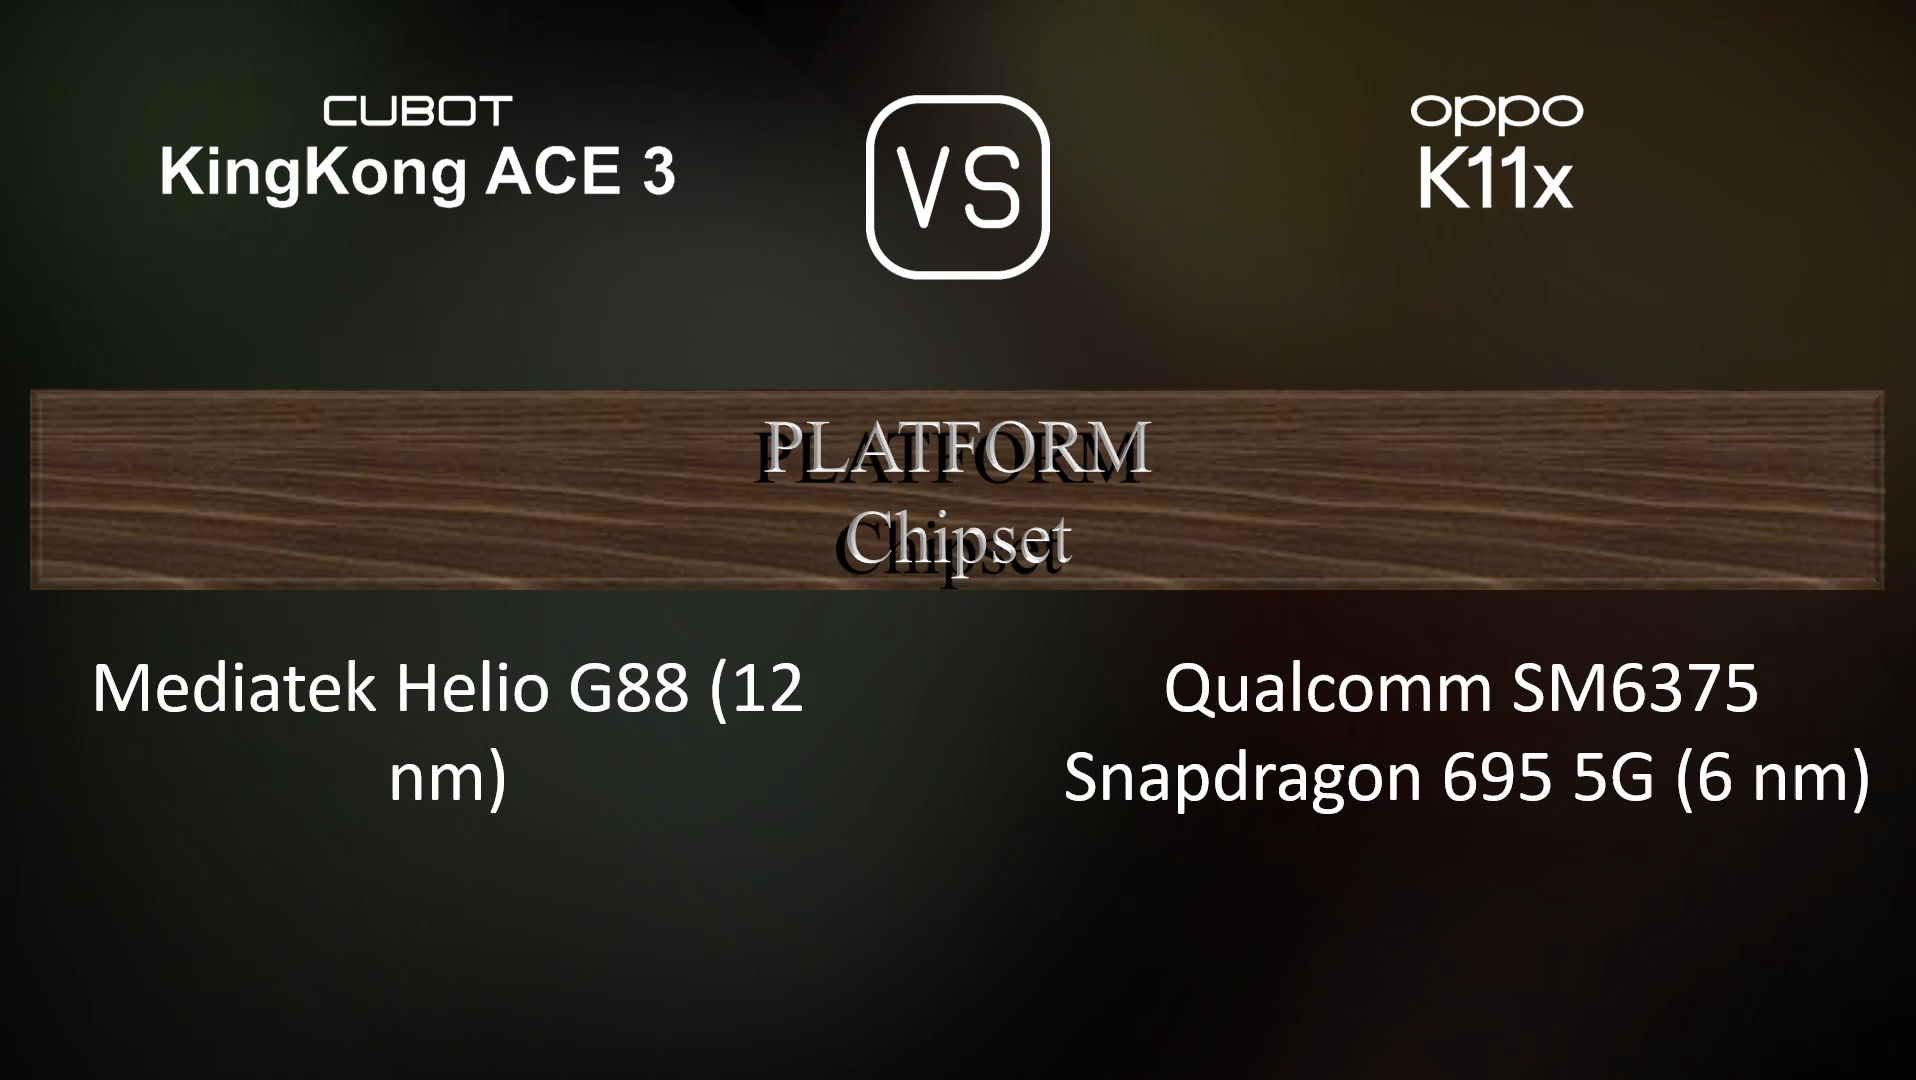 CUBOT
KingKong ACE 3
VS
oppo
K11x
PLATFORM
Chipset
Mediatek Helio G88 (12
nm)
Qualcomm SM6375
Snapdragon 695 5G (6 nm)